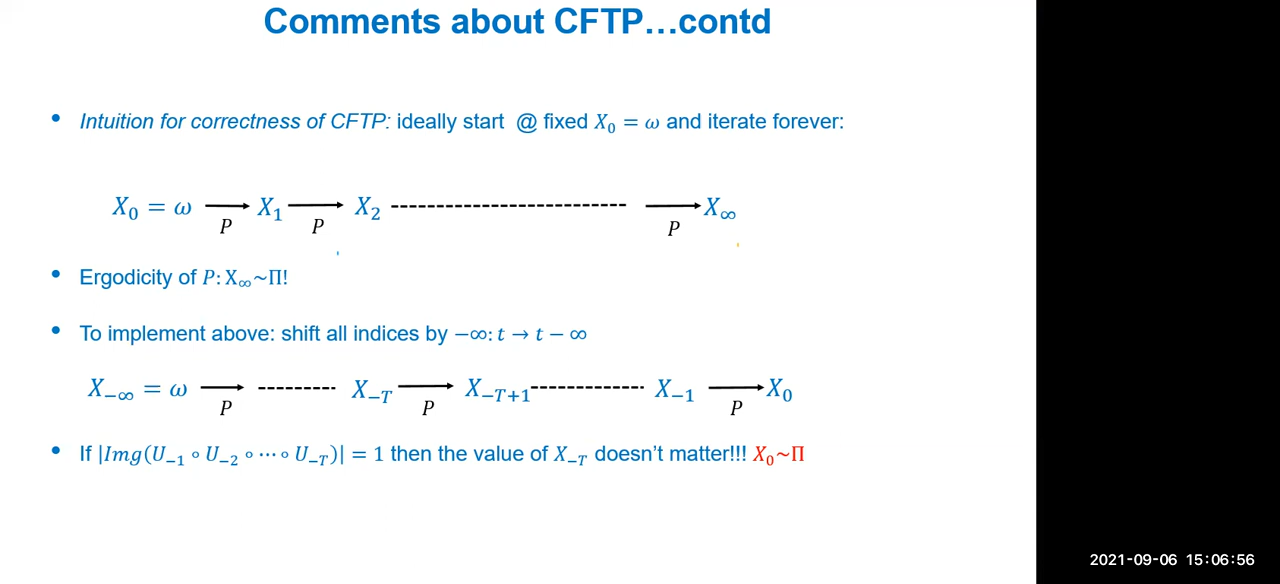 Comments about CFTP…contd
• Intuition for correctness of CFTP: ideally start @ fixed X₀ = ω and iterate forever:
X₀ = ω → X₁ → X₂ ---------- → X∞
P P P
• Ergodicity of P: X∞~Π!
• To implement above: shift all indices by −∞: t → t − ∞
X₋∞ = ω → ---------- X₋T → X₋T₊₁ ---------- X₋₁ → X₀
P P P
• If |Img(U₋₁ ∘ U₋₂ ∘ ⋯ ∘ U₋T)| = 1 then the value of X₋T doesn’t matter!!! X₀~Π
2021-09-06 15:06:56